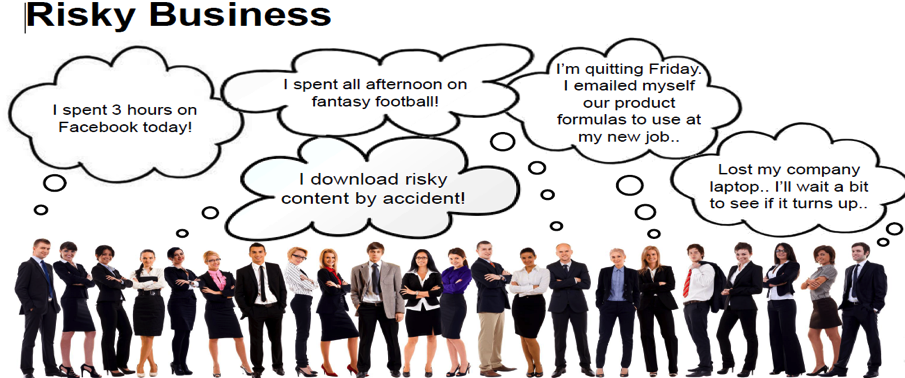 Risky Business
I spent 3 hours on
Facebook today!
I spent all afternoon on
fantasy football!
I'm quitting Friday.
I emailed myself
our product
formulas to use at
my new job..
I download risky
content by accident!
Lost my company
laptop.. I'll wait a bit
to see if it turns up..